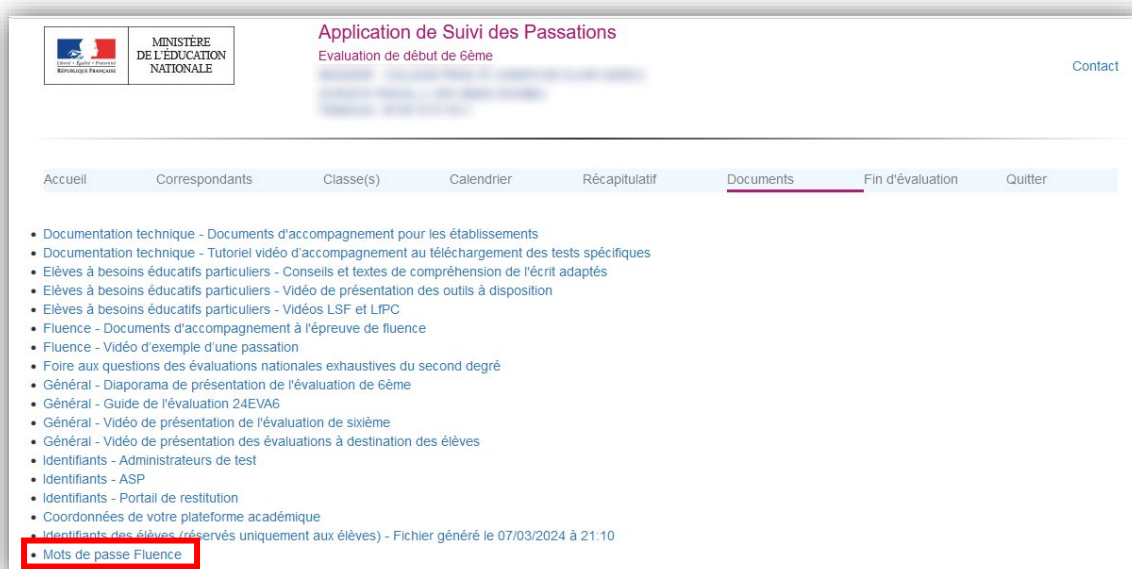 MINISTÈRE
DE L'ÉDUCATION
NATIONALE
Liberté • Égalité • Fraternité
RÉPUBLIQUE FRANÇAISE
Application de Suivi des Passations
Evaluation de début de 6ème
Contact
Accueil Correspondants Classe(s) Calendrier Récapitulatif Documents Fin d'évaluation Quitter
• Documentation technique - Documents d'accompagnement pour les établissements
• Documentation technique - Tutoriel vidéo d'accompagnement au téléchargement des tests spécifiques
• Elèves à besoins éducatifs particuliers - Conseils et textes de compréhension de l'écrit adaptés
• Elèves à besoins éducatifs particuliers - Vidéo de présentation des outils à disposition
• Elèves à besoins éducatifs particuliers - Vidéos LSF et LfPC
• Fluence - Documents d'accompagnement à l'épreuve de fluence
• Fluence - Vidéo d'exemple d'une passation
• Foire aux questions des évaluations nationales exhaustives du second degré
• Général - Diaporama de présentation de l'évaluation de 6ème
• Général - Guide de l'évaluation 24EVA6
• Général - Vidéo de présentation de l'évaluation de sixième
• Général - Vidéo de présentation des évaluations à destination des élèves
• Identifiants - Administrateurs de test
• Identifiants - ASP
• Identifiants - Portail de restitution
• Coordonnées de votre plateforme académique
• Identifiants des élèves (réservés uniquement aux élèves) - Fichier généré le 07/03/2024 à 21:10
• Mots de passe Fluence